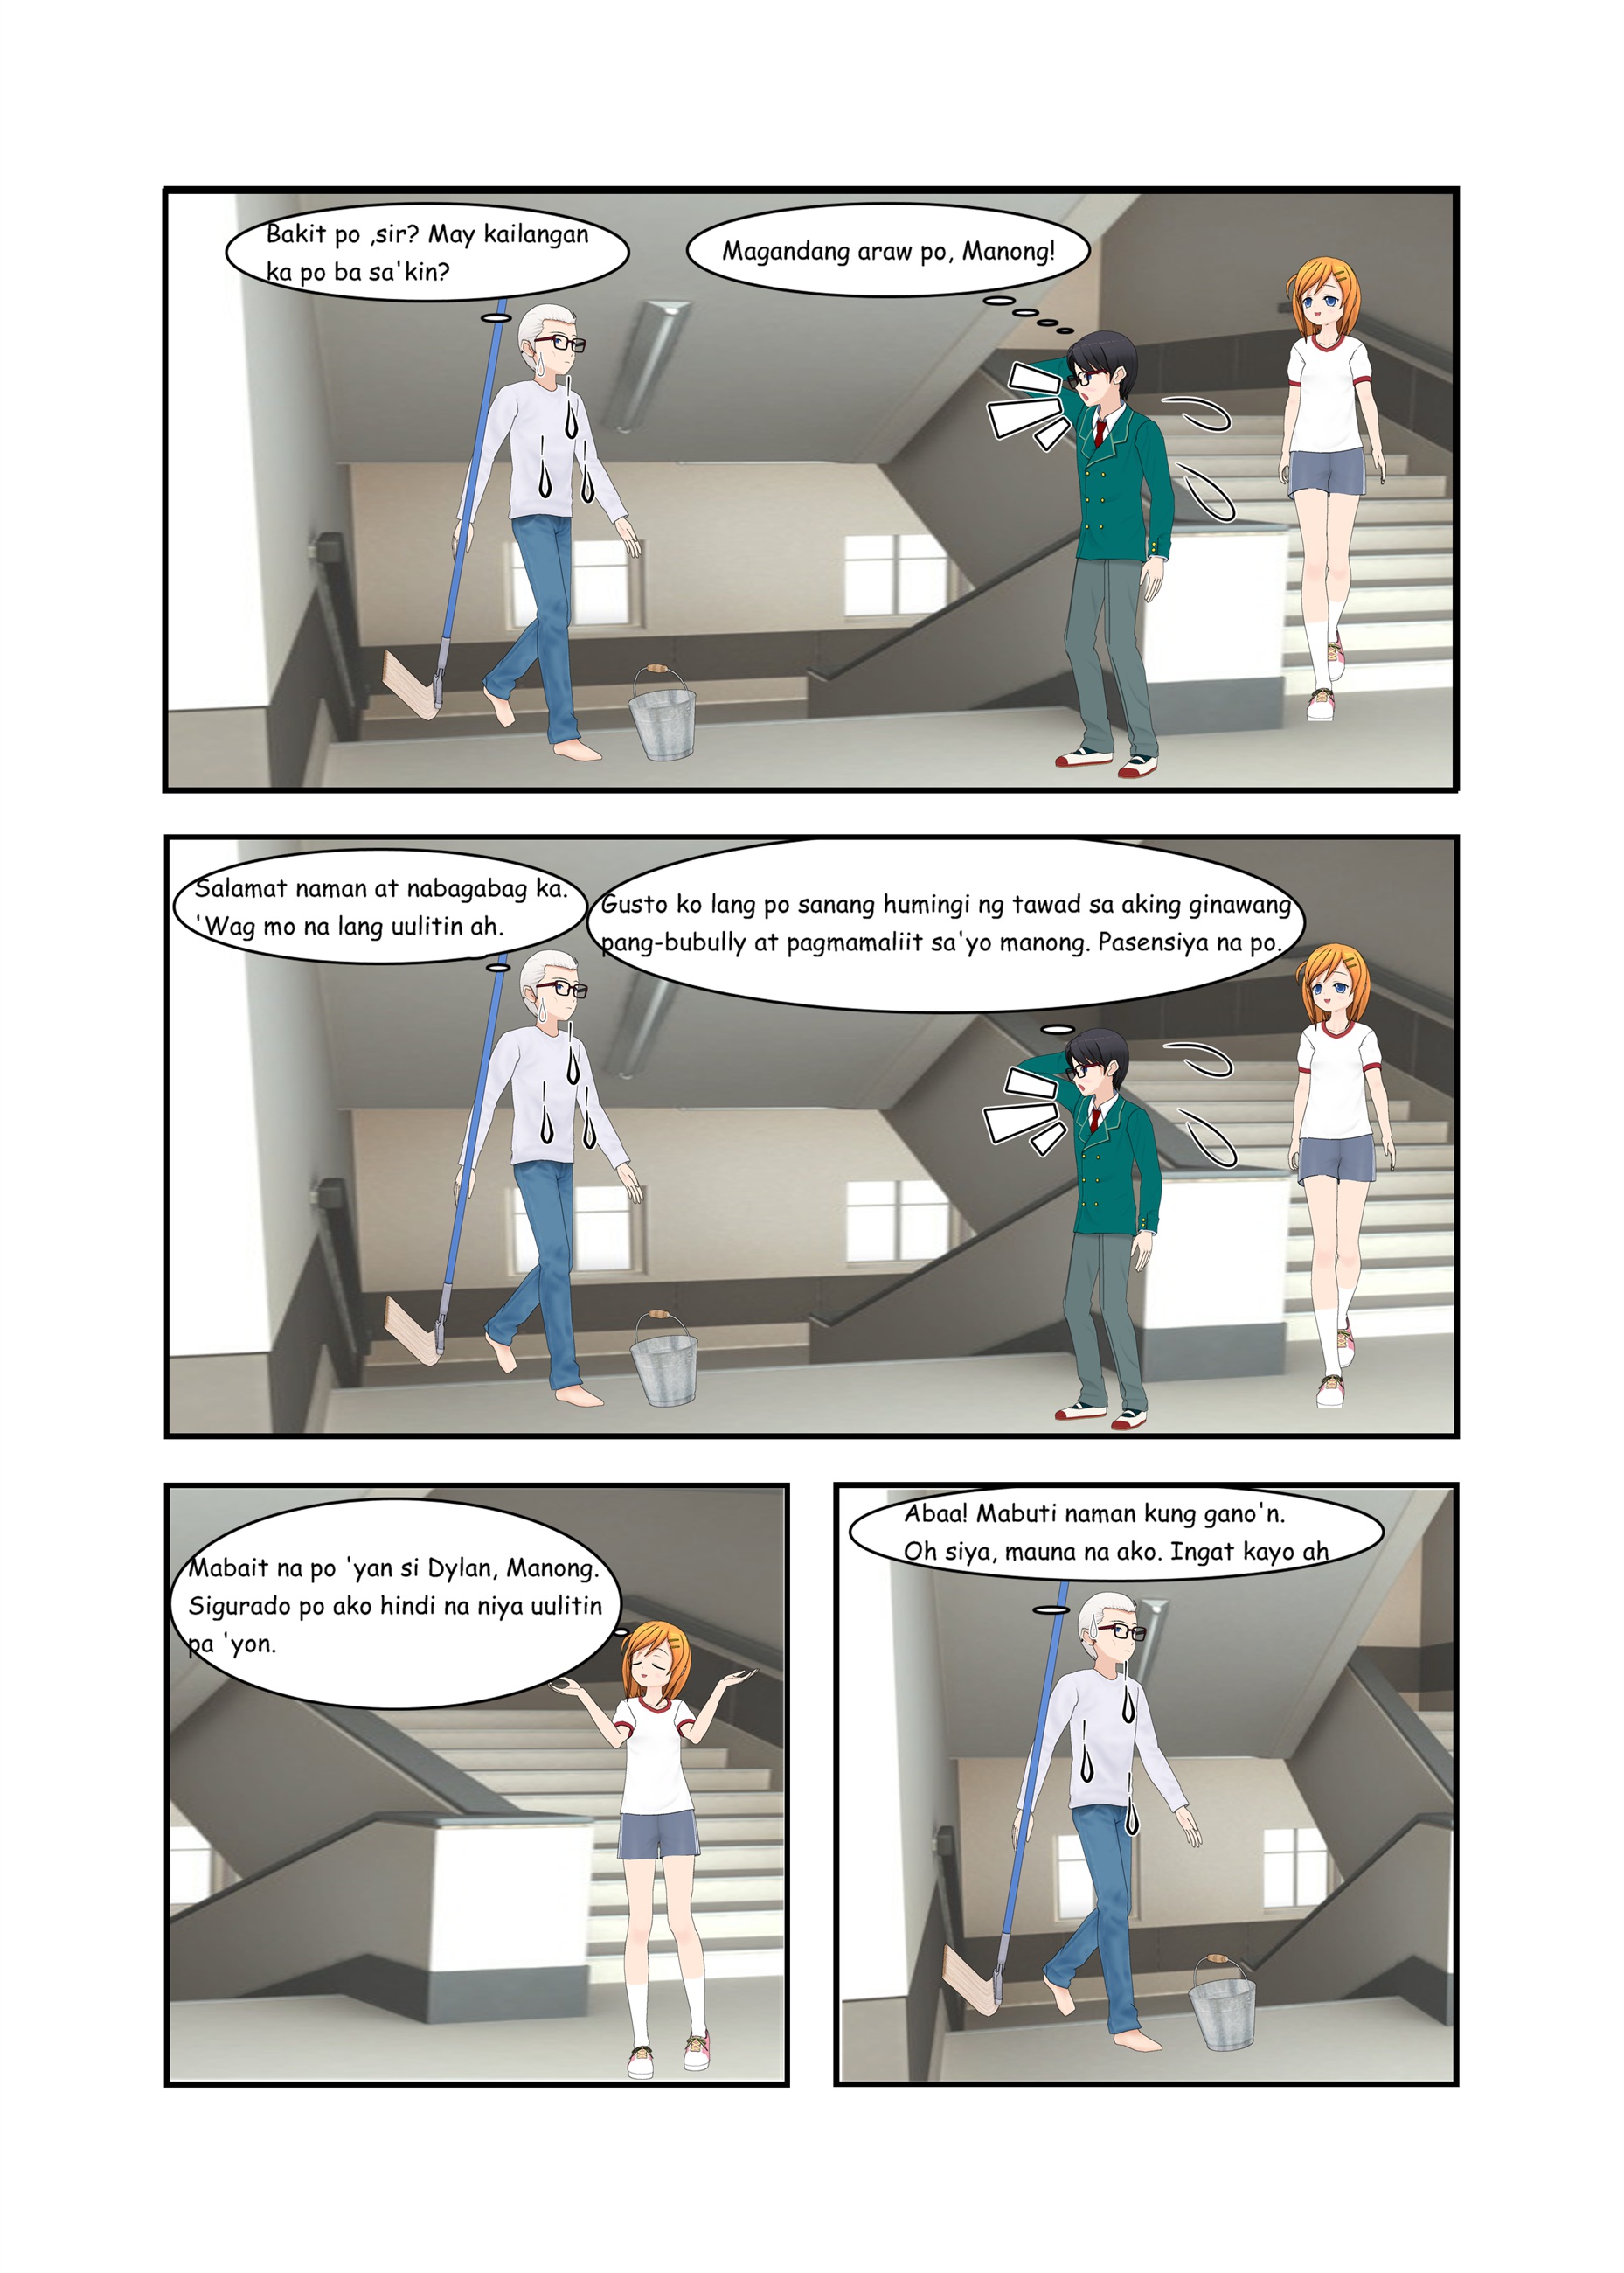 Bakit po ,sir? May kailangan
ka po ba sa'kin?
Magandang araw po, Manong!
Salamat naman at nabagabag ka.
'Wag mo na lang uulitin ah.
Gusto ko lang po sanang humingi ng tawad sa aking ginawang
pang-bubully at pagmamaliit sa'yo manong. Pasensiya na po.
Mabait na po 'yan si Dylan, Manong.
Sigurado po ako hindi na niya uulitin
pa 'yon.
Abaa! Mabuti naman kung gano'n.
Oh siya, mauna na ako. Ingat kayo ah